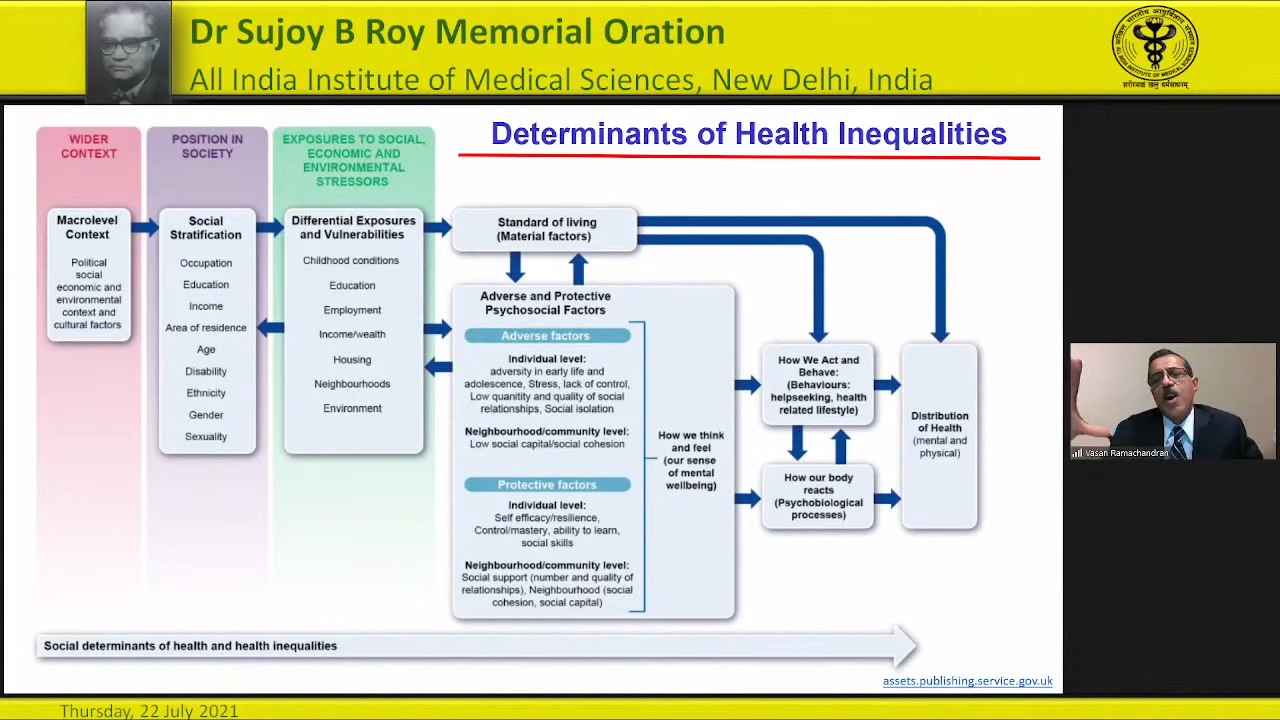 Dr Sujoy B Roy Memorial Oration
All India Institute of Medical Sciences, New Delhi, India
शरीरमाद्यं खलु धर्मसाधनम्
Determinants of Health Inequalities
WIDER
CONTEXT
POSITION IN
SOCIETY
EXPOSURES TO SOCIAL,
ECONOMIC AND
ENVIRONMENTAL
STRESSORS
Macrolevel
Context
Political
social
economic and
environmental
context and
cultural factors
Social
Stratification
Occupation
Education
Income
Area of residence
Age
Disability
Ethnicity
Gender
Sexuality
Differential Exposures
and Vulnerabilities
Childhood conditions
Education
Employment
Income/wealth
Housing
Neighbourhoods
Environment
Standard of living
(Material factors)
Adverse and Protective
Psychosocial Factors
Adverse factors
Individual level:
adversity in early life and
adolescence, Stress, lack of control,
Low quanitity and quality of social
relationships, Social isolation
Neighbourhood/community level:
Low social capital/social cohesion
Protective factors
Individual level:
Self efficacy/resilience,
Control/mastery, ability to learn,
social skills
Neighbourhood/community level:
Social support (number and quality of
relationships), Neighbourhood (social
cohesion, social capital)
How we think
and feel
(our sense
of mental
wellbeing)
How We Act and
Behave:
(Behaviours:
helpseeking, health
related lifestyle)
How our body
reacts
(Psychobiological
processes)
Distribution
of Health
(mental and
physical)
Social determinants of health and health inequalities
assets.publishing.service.gov.uk
Vasan Ramachandran
Thursday, 22 July 2021